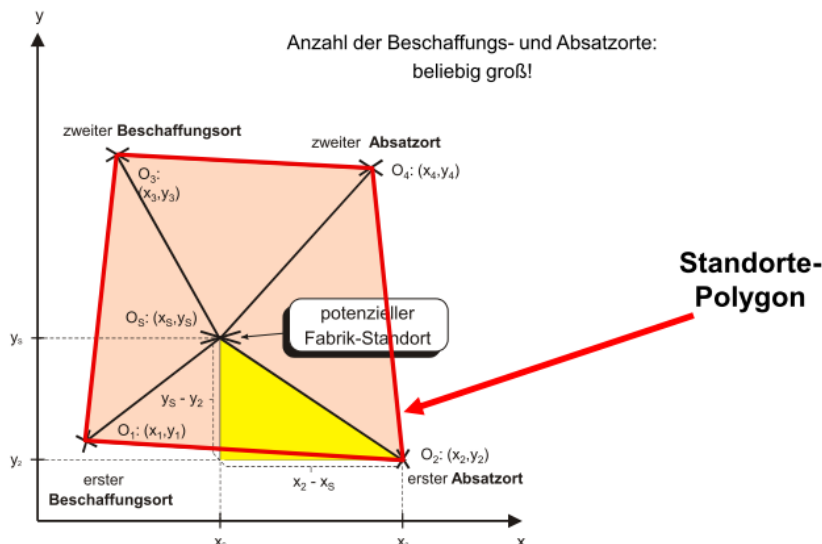 y
Anzahl der Beschaffungs- und Absatzorte:
beliebig groß!
zweiter Beschaffungsort
zweiter Absatzort
O3:
(x3,y3)
O4: (x4,y4)
Standorte-
Polygon
OS: (xS,yS)
potenzieller
Fabrik-Standort
yS
yS - y2
O1: (x1,y1)
O2: (x2,y2)
y2
x2 - xS
erster
Beschaffungsort
erster Absatzort
x